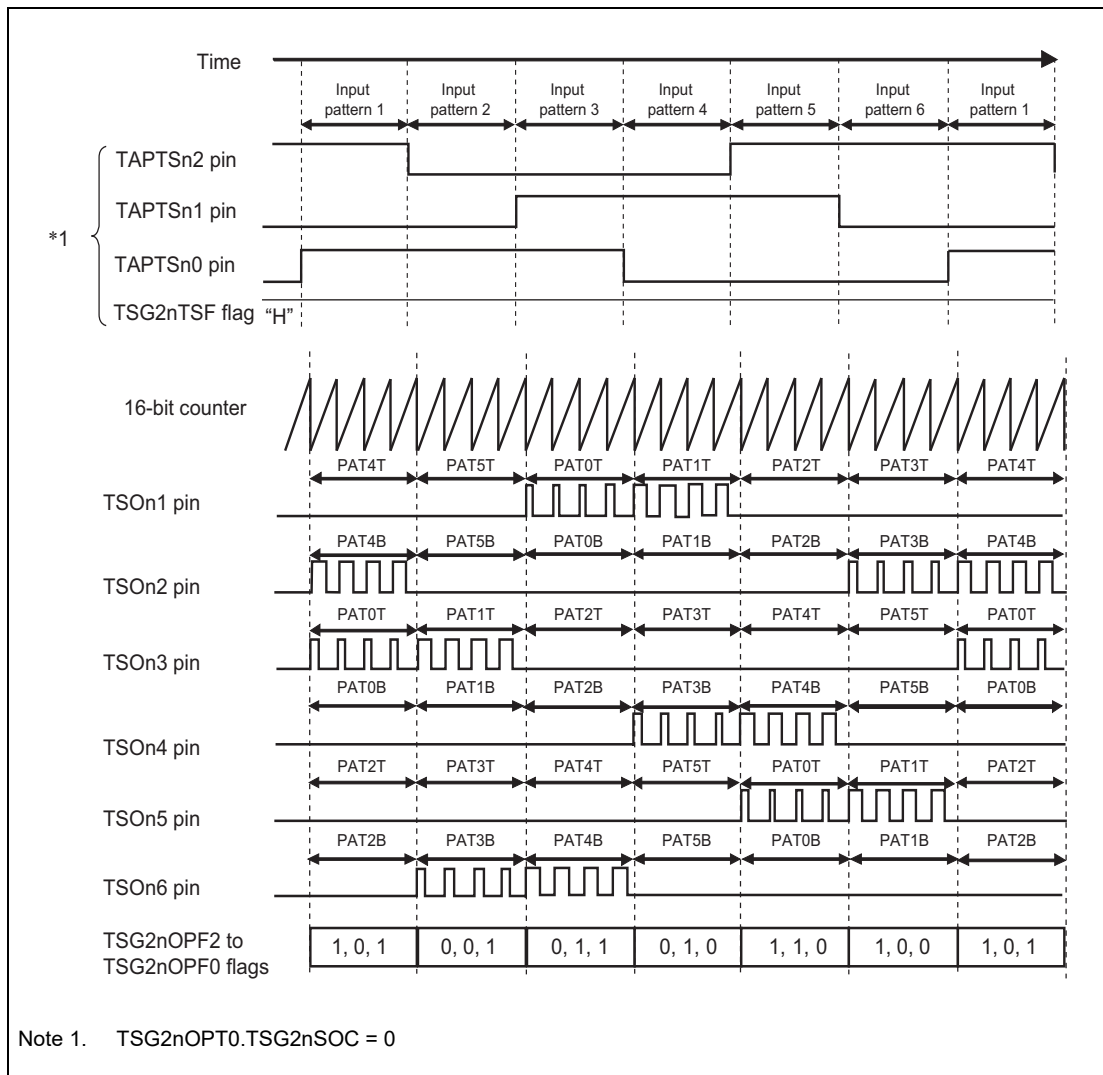 Time
Input pattern 1 Input pattern 2 Input pattern 3 Input pattern 4 Input pattern 5 Input pattern 6 Input pattern 1
*1
TAPTSn2 pin
TAPTSn1 pin
TAPTSn0 pin
TSG2nTSF flag “H”
16-bit counter
PAT4T PAT5T PAT0T PAT1T PAT2T PAT3T PAT4T
TSOn1 pin
PAT4B PAT5B PAT0B PAT1B PAT2B PAT3B PAT4B
TSOn2 pin
PAT0T PAT1T PAT2T PAT3T PAT4T PAT5T PAT0T
TSOn3 pin
PAT0B PAT1B PAT2B PAT3B PAT4B PAT5B PAT0B
TSOn4 pin
PAT2T PAT3T PAT4T PAT5T PAT0T PAT1T PAT2T
TSOn5 pin
PAT2B PAT3B PAT4B PAT5B PAT0B PAT1B PAT2B
TSOn6 pin
TSG2nOPF2 to
TSG2nOPF0 flags
1, 0, 1 0, 0, 1 0, 1, 1 0, 1, 0 1, 1, 0 1, 0, 0 1, 0, 1
Note 1. TSG2nOPT0.TSG2nSOC = 0